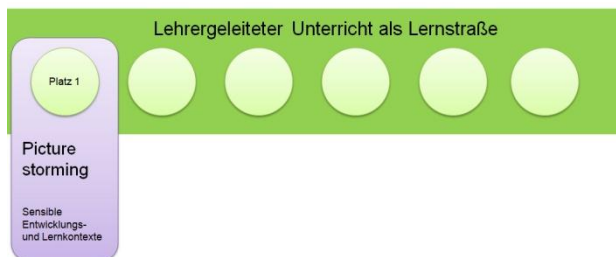 Lehrergeleiteter Unterricht als Lernstraße
Platz 1
Picture
storming
Sensible
Entwicklungs-
und Lernkontexte